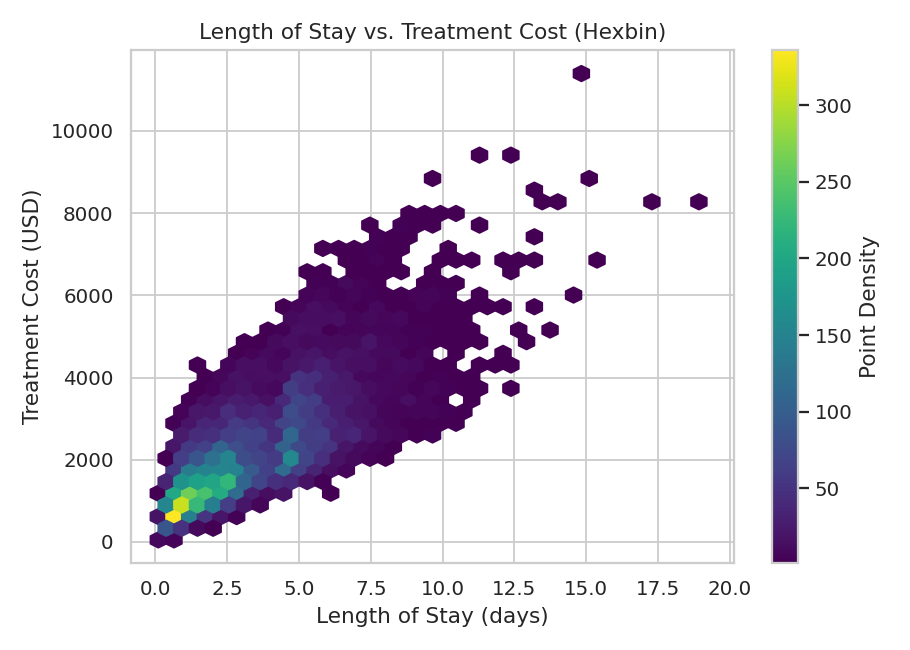 Length of Stay vs. Treatment Cost (Hexbin)
Treatment Cost (USD)
10000
8000
6000
4000
2000
0
0.0 2.5 5.0 7.5 10.0 12.5 15.0 17.5 20.0
Length of Stay (days)
300
250
200
150
100
50
Point Density